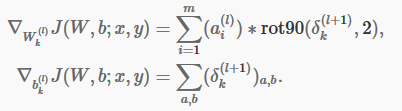 ∇_{W_k^{(l)}} J(W, b; x, y) = ∑_{i=1}^{m} (a_i^{(l)}) ∗ rot90(δ_k^{(l+1)}, 2),
∇_{b_k^{(l)}} J(W, b; x, y) = ∑_{a,b} (δ_k^{(l+1)})_{a,b}.